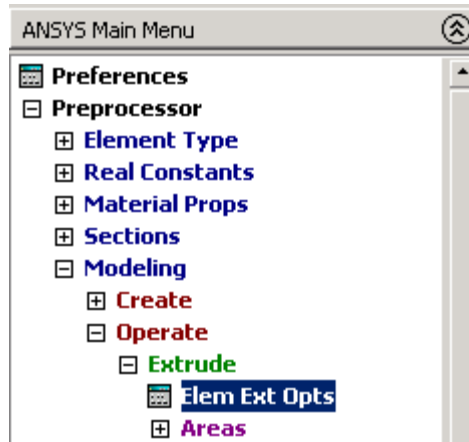 ANSYS Main Menu
Preferences
Preprocessor
Element Type
Real Constants
Material Props
Sections
Modeling
Create
Operate
Extrude
Elem Ext Opts
Areas